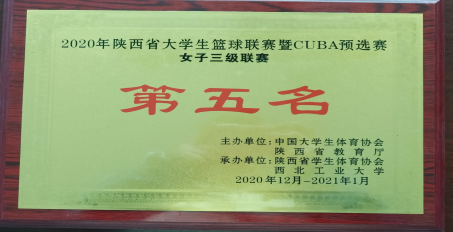 2020年陕西省大学生篮球联赛暨CUBA预选赛
女子三级联赛
第五名
主办单位:中国大学生体育协会
陕西省教育厅
承办单位:陕西省学生体育协会
西北工业大学
2020年12月-2021年1月